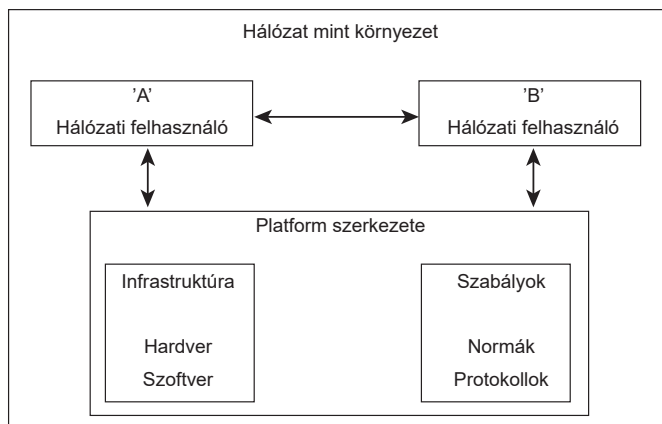 Hálózat mint környezet
'A'
Hálózati felhasználó
'B'
Hálózati felhasználó
Platform szerkezete
Infrastruktúra
Hardver
Szoftver
Szabályok
Normák
Protokollok